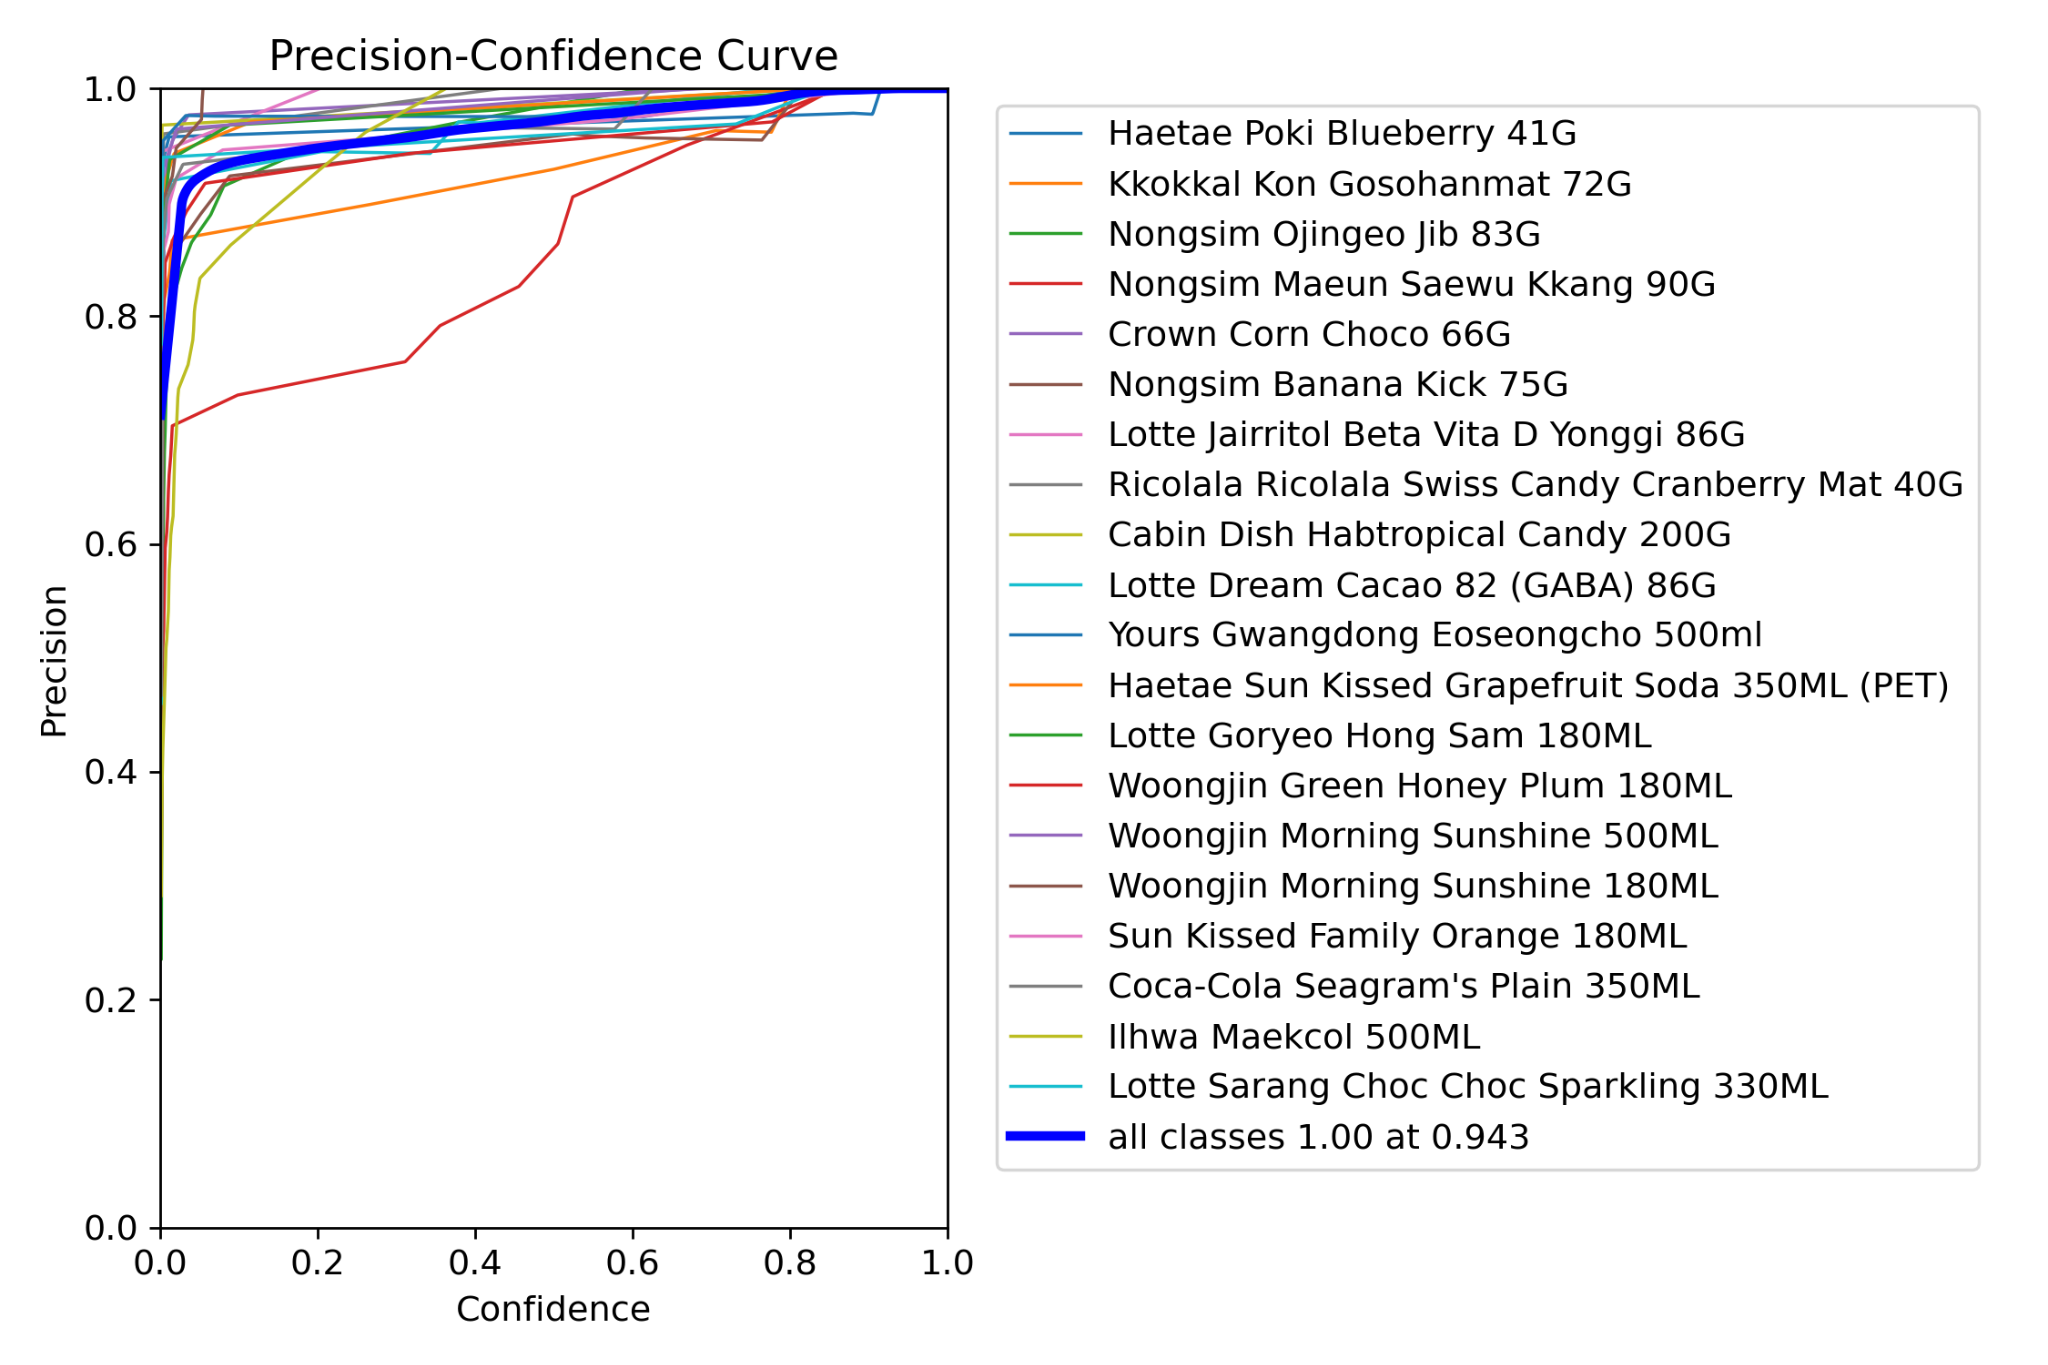 Precision-Confidence Curve
1.0
0.8
0.6
0.4
0.2
0.0
Precision
0.0 0.2 0.4 0.6 0.8 1.0
Confidence
Haetae Poki Blueberry 41G
Kkokkal Kon Gosohanmat 72G
Nongsim Ojingeo Jib 83G
Nongsim Maeun Saewu Kkang 90G
Crown Corn Choco 66G
Nongsim Banana Kick 75G
Lotte Jairritol Beta Vita D Yonggi 86G
Ricolala Ricolala Swiss Candy Cranberry Mat 40G
Cabin Dish Habtropical Candy 200G
Lotte Dream Cacao 82 (GABA) 86G
Yours Gwangdong Eoseongcho 500ml
Haetae Sun Kissed Grapefruit Soda 350ML (PET)
Lotte Goryeo Hong Sam 180ML
Woongjin Green Honey Plum 180ML
Woongjin Morning Sunshine 500ML
Woongjin Morning Sunshine 180ML
Sun Kissed Family Orange 180ML
Coca-Cola Seagram's Plain 350ML
Ilhwa Maekcol 500ML
Lotte Sarang Choc Choc Sparkling 330ML
all classes 1.00 at 0.943